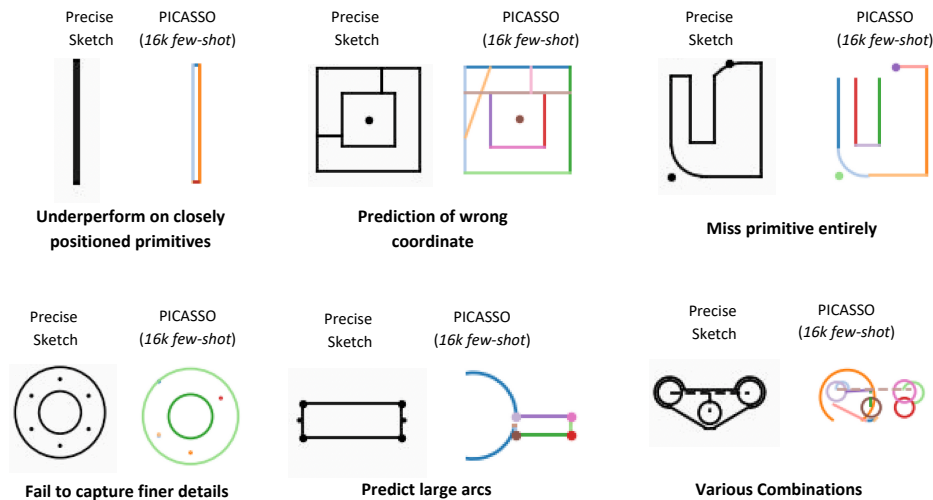 Precise
Sketch
PICASSO
(16k few-shot)
Precise
Sketch
PICASSO
(16k few-shot)
Precise
Sketch
PICASSO
(16k few-shot)
Underperform on closely
positioned primitives
Prediction of wrong
coordinate
Miss primitive entirely
Precise
Sketch
PICASSO
(16k few-shot)
Precise
Sketch
PICASSO
(16k few-shot)
Precise
Sketch
PICASSO
(16k few-shot)
Fail to capture finer details
Predict large arcs
Various Combinations